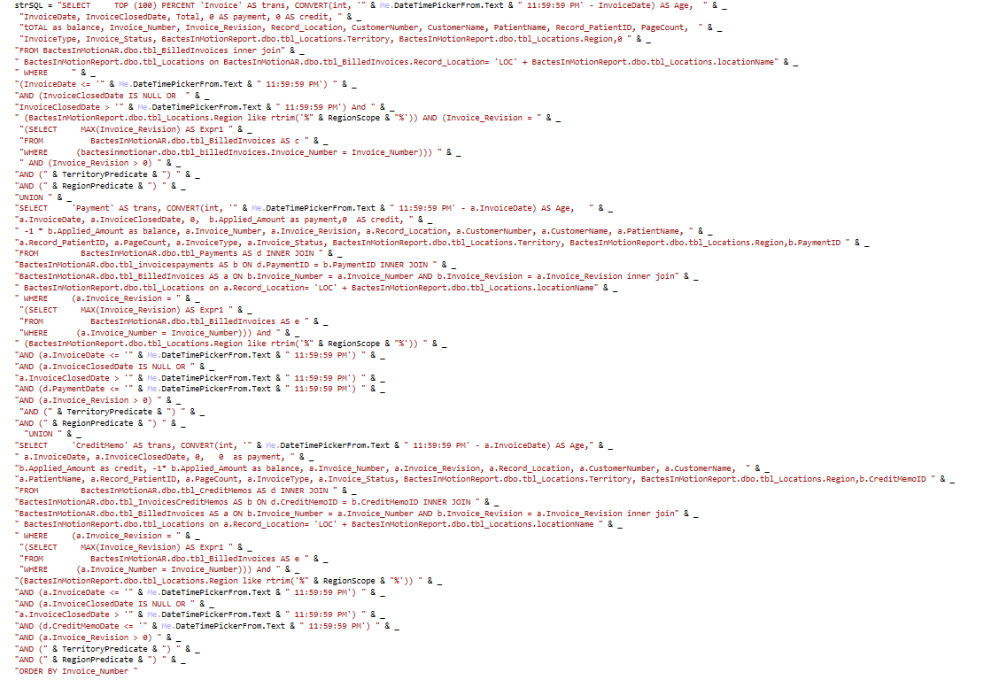 strSQL = "SELECT     TOP (100) PERCENT 'Invoice' AS trans, CONVERT(int, '" & Me.DateTimePickerFrom.Text & " 11:59:59 PM' - InvoiceDate) AS Age,  " & _
"InvoiceDate, InvoiceClosedDate, Total, 0 AS payment, 0 AS credit, " & _
"tOTAL as balance, Invoice_Number, Invoice_Revision, Record_Location, CustomerNumber, CustomerName, PatientName, Record_PatientID, PageCount,  " & _
"InvoiceType, Invoice_Status, BactesInMotionReport.dbo.tbl_Locations.Territory, BactesInMotionReport.dbo.tbl_Locations.Region,0 " & _
"FROM BactesInMotionAR.dbo.tbl_BilledInvoices inner join" & _
" BactesInMotionReport.dbo.tbl_Locations on BactesInMotionAR.dbo.tbl_BilledInvoices.Record_Location= 'LOC' + BactesInMotionReport.dbo.tbl_Locations.locationName" & _
" WHERE     " & _
"(InvoiceDate <= '" & Me.DateTimePickerFrom.Text & " 11:59:59 PM') " & _
"AND (InvoiceClosedDate IS NULL OR  " & _
"InvoiceClosedDate > '" & Me.DateTimePickerFrom.Text & " 11:59:59 PM') And " & _
" (BactesInMotionReport.dbo.tbl_Locations.Region like rtrim('%" & RegionScope & "%')) AND (Invoice_Revision = " & _
"(SELECT     MAX(Invoice_Revision) AS Expr1 " & _
"FROM          BactesInMotionAR.dbo.tbl_BilledInvoices AS c " & _
"WHERE      (bactesinmotionar.dbo.tbl_billedInvoices.Invoice_Number = Invoice_Number))) " & _
" AND (Invoice_Revision > 0) " & _
"AND (" & TerritoryPredicate & ") " & _
"AND (" & RegionPredicate & ") " & _
"UNION " & _
"SELECT     'Payment' AS trans, CONVERT(int, '" & Me.DateTimePickerFrom.Text & " 11:59:59 PM' - a.InvoiceDate) AS Age,   " & _
"a.InvoiceDate, a.InvoiceClosedDate, 0,  b.Applied_Amount as payment,0  AS credit, " & _
" -1 * b.Applied_Amount as balance, a.Invoice_Number, a.Invoice_Revision, a.Record_Location, a.CustomerNumber, a.CustomerName, a.PatientName, " & _
"a.Record_PatientID, a.PageCount, a.InvoiceType, a.Invoice_Status, BactesInMotionReport.dbo.tbl_Locations.Territory, BactesInMotionReport.dbo.tbl_Locations.Region,b.PaymentID " & _
"FROM         BactesInMotionAR.dbo.tbl_Payments AS d INNER JOIN " & _
"BactesInMotionAR.dbo.tbl_invoicespayments AS b ON d.PaymentID = b.PaymentID INNER JOIN " & _
"BactesInMotionAR.dbo.tbl_BilledInvoices AS a ON b.Invoice_Number = a.Invoice_Number AND b.Invoice_Revision = a.Invoice_Revision inner join" & _
" BactesInMotionReport.dbo.tbl_Locations on a.Record_Location= 'LOC' + BactesInMotionReport.dbo.tbl_Locations.locationName" & _
" WHERE     (a.Invoice_Revision = " & _
"(SELECT     MAX(Invoice_Revision) AS Expr1 " & _
"FROM          BactesInMotionAR.dbo.tbl_BilledInvoices AS e " & _
"WHERE      (a.Invoice_Number = Invoice_Number))) And " & _
" (BactesInMotionReport.dbo.tbl_Locations.Region like rtrim('%" & RegionScope & "%')) " & _
"AND (a.InvoiceDate <= '" & Me.DateTimePickerFrom.Text & " 11:59:59 PM') " & _
"AND (a.InvoiceClosedDate IS NULL OR " & _
"a.InvoiceClosedDate > '" & Me.DateTimePickerFrom.Text & " 11:59:59 PM') " & _
"AND (d.PaymentDate <= '" & Me.DateTimePickerFrom.Text & " 11:59:59 PM') " & _
"AND (a.Invoice_Revision > 0) " & _
"AND (" & TerritoryPredicate & ") " & _
"AND (" & RegionPredicate & ") " & _
"UNION " & _
"SELECT     'CreditMemo' AS trans, CONVERT(int, '" & Me.DateTimePickerFrom.Text & " 11:59:59 PM' - a.InvoiceDate) AS Age," & _
" a.InvoiceDate, a.InvoiceClosedDate, 0,   0  as payment, " & _
"b.Applied_Amount as credit, -1* b.Applied_Amount as balance, a.Invoice_Number, a.Invoice_Revision, a.Record_Location, a.CustomerNumber, a.CustomerName,  " & _
"a.PatientName, a.Record_PatientID, a.PageCount, a.InvoiceType, a.Invoice_Status, BactesInMotionReport.dbo.tbl_Locations.Territory, BactesInMotionReport.dbo.tbl_Locations.Region,b.CreditMemoID " & _
"FROM         BactesInMotionAR.dbo.tbl_CreditMemos AS d INNER JOIN " & _
"BactesInMotionAR.dbo.tbl_InvoicesCreditMemos AS b ON d.CreditMemoID = b.CreditMemoID INNER JOIN " & _
"BactesInMotionAR.dbo.tbl_BilledInvoices AS a ON b.Invoice_Number = a.Invoice_Number AND b.Invoice_Revision = a.Invoice_Revision inner join" & _
" BactesInMotionReport.dbo.tbl_Locations on a.Record_Location= 'LOC' + BactesInMotionReport.dbo.tbl_Locations.locationName " & _
" WHERE     (a.Invoice_Revision = " & _
"(SELECT     MAX(Invoice_Revision) AS Expr1 " & _
"FROM          BactesInMotionAR.dbo.tbl_BilledInvoices AS e " & _
"WHERE      (a.Invoice_Number = Invoice_Number))) And " & _
"(BactesInMotionReport.dbo.tbl_Locations.Region like rtrim('%" & RegionScope & "%')) " & _
"AND (a.InvoiceDate <= '" & Me.DateTimePickerFrom.Text & " 11:59:59 PM') " & _
"AND (a.InvoiceClosedDate IS NULL OR " & _
"a.InvoiceClosedDate > '" & Me.DateTimePickerFrom.Text & " 11:59:59 PM') " & _
"AND (d.CreditMemoDate <= '" & Me.DateTimePickerFrom.Text & " 11:59:59 PM') " & _
"AND (a.Invoice_Revision > 0) " & _
"AND (" & TerritoryPredicate & ") " & _
"AND (" & RegionPredicate & ") " & _
"ORDER BY Invoice_Number "